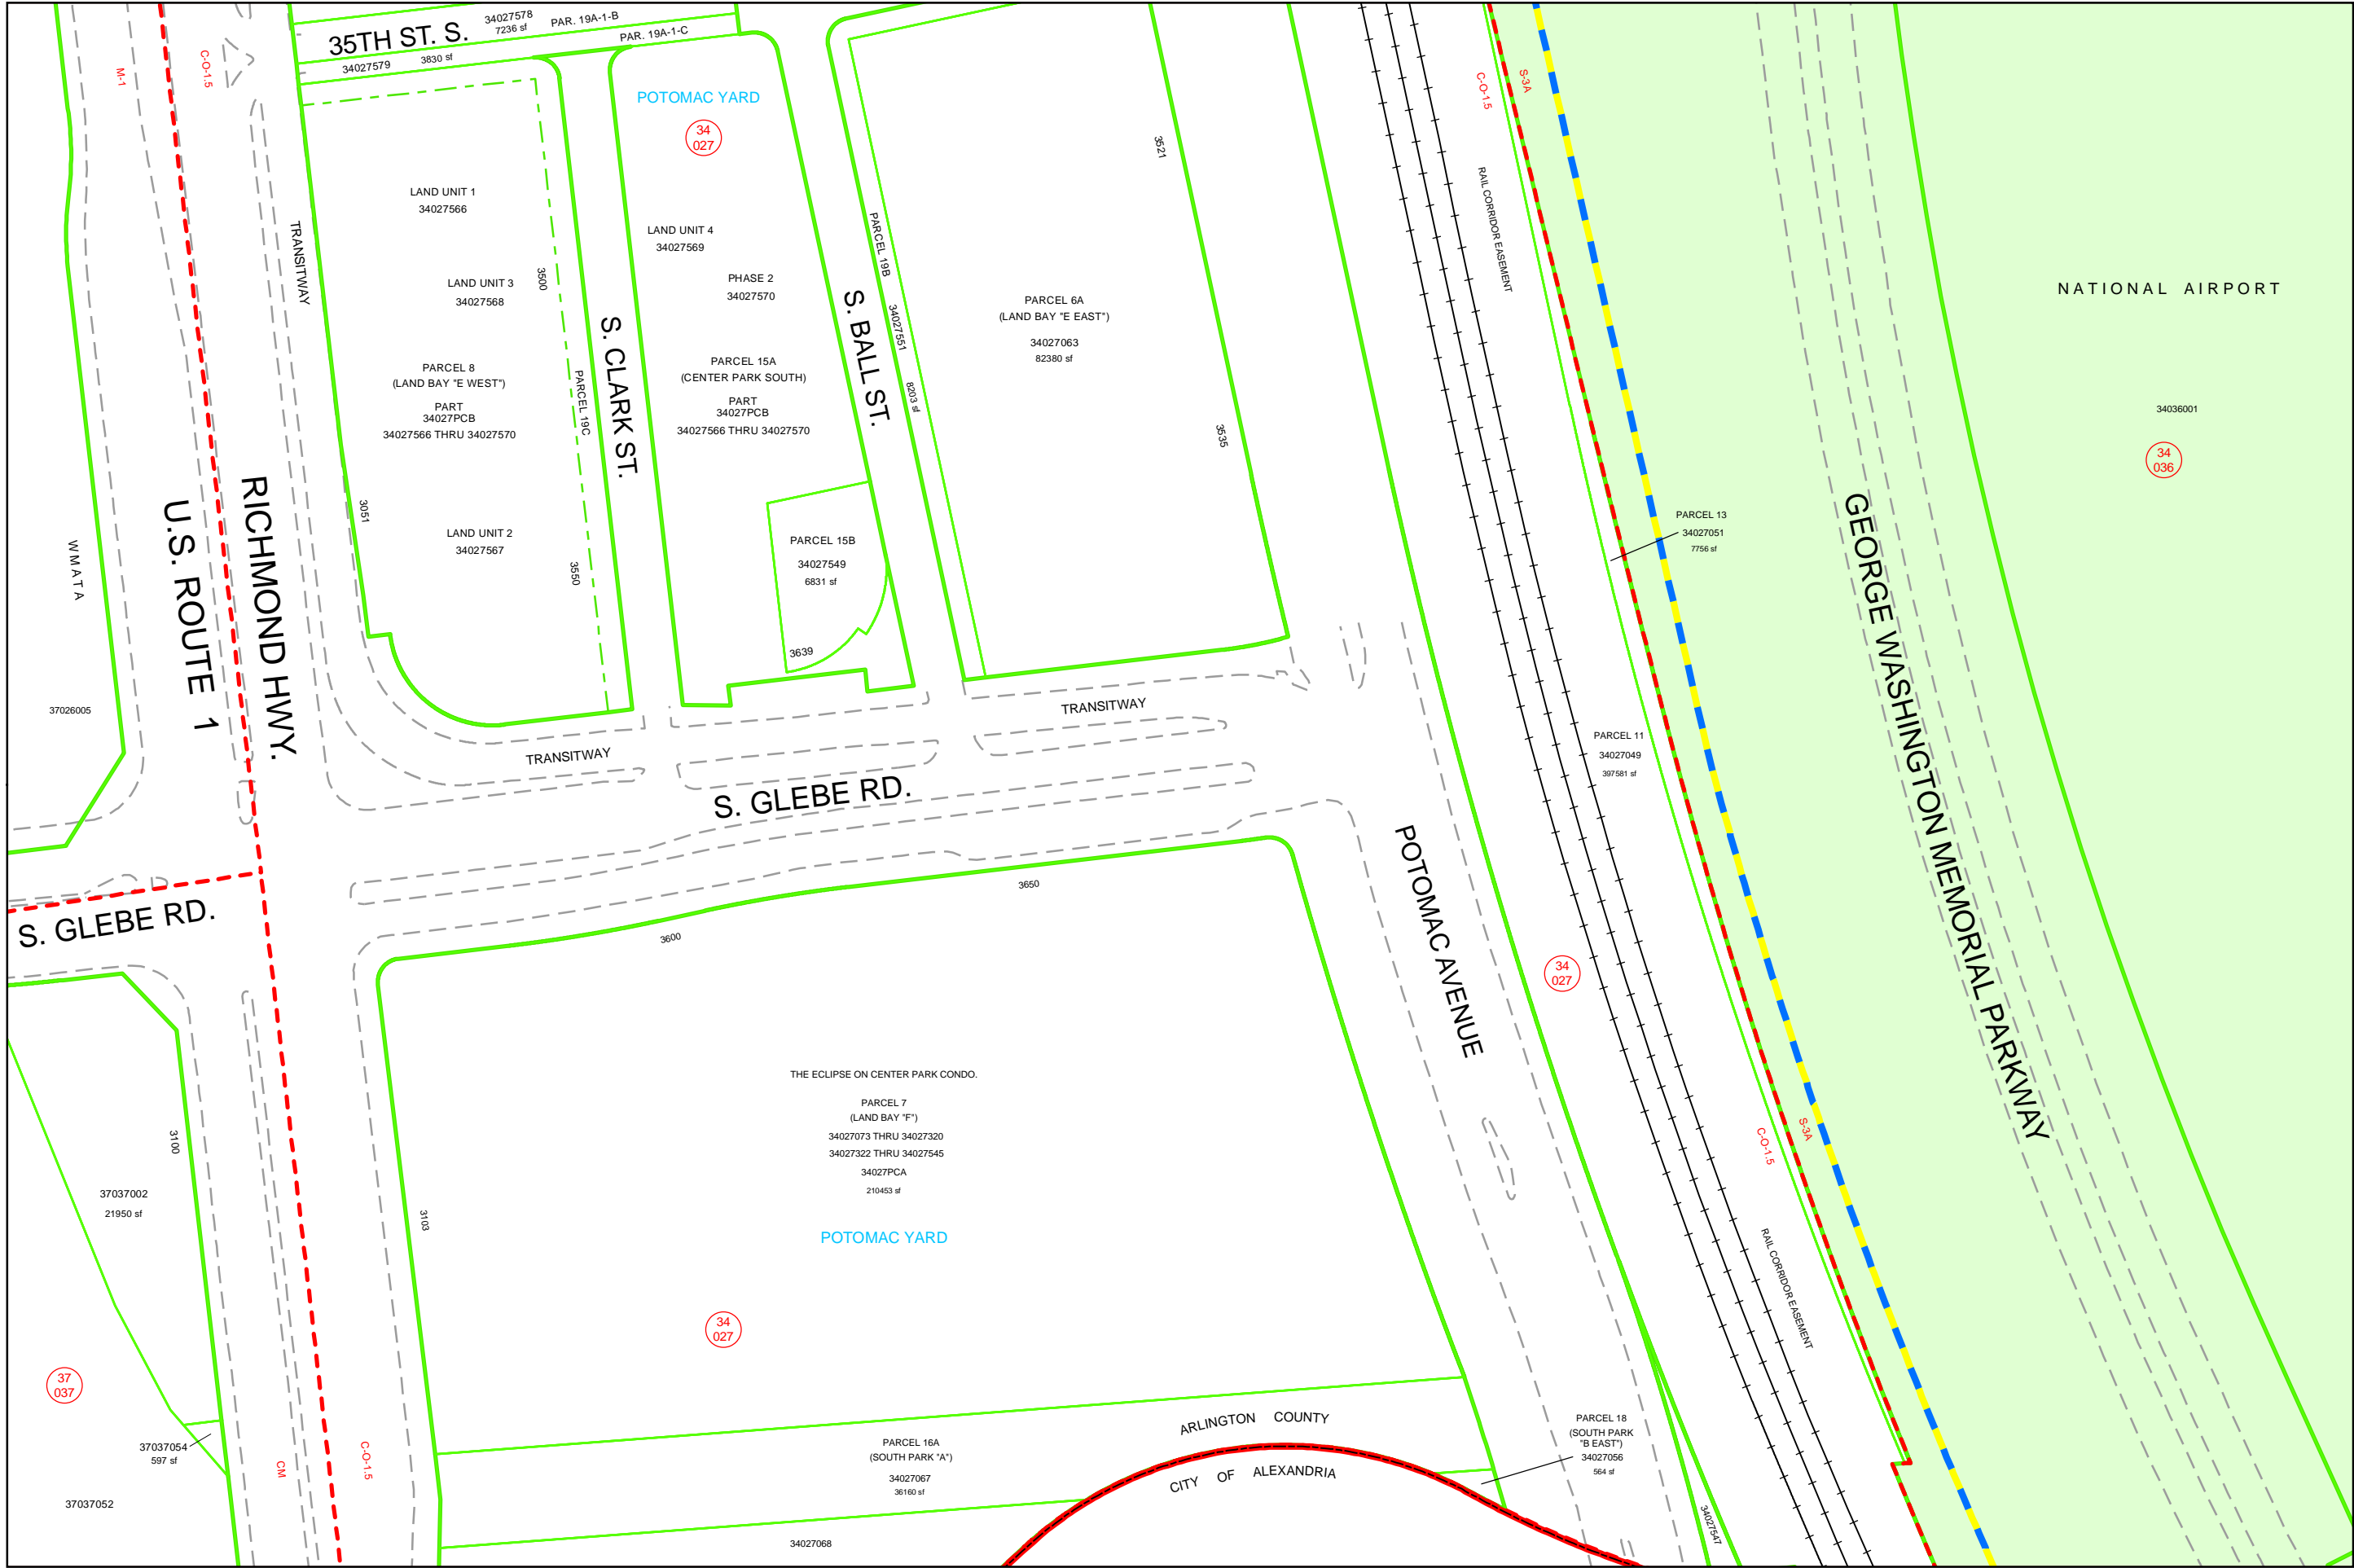 34027578
7236 sf
PAR. 19A-1-B
35TH ST. S.
PAR. 19A-1-C
34027579
3830 sf
M-1
C-O-1.5
POTOMAC YARD
34
027
C-O-1.5
S-3A
3521
LAND UNIT 1
34027566
TRANSITWAY
LAND UNIT 4
34027569
PARCEL 19B
RAIL CORRIDOR EASEMENT
LAND UNIT 3
34027568
3500
PHASE 2
34027570
S. BALL ST.
34027551
8203 sf
PARCEL 6A
(LAND BAY "E EAST")
34027063
82380 sf
NATIONAL AIRPORT
34036001
34
036
S. CLARK ST.
PARCEL 8
(LAND BAY "E WEST")
PART
34027PCB
34027566 THRU 34027570
PARCEL 19C
PARCEL 15A
(CENTER PARK SOUTH)
PART
34027PCB
34027566 THRU 34027570
3535
3051
WMATA
U.S. ROUTE 1
RICHMOND HWY.
LAND UNIT 2
34027567
3550
PARCEL 15B
34027549
6831 sf
3639
PARCEL 13
34027051
7756 sf
GEORGE WASHINGTON MEMORIAL PARKWAY
37026005
TRANSITWAY
TRANSITWAY
PARCEL 11
34027049
397581 sf
S. GLEBE RD.
S. GLEBE RD.
3650
3600
POTOMAC AVENUE
34
027
THE ECLIPSE ON CENTER PARK CONDO.
PARCEL 7
(LAND BAY "F")
34027073 THRU 34027320
34027322 THRU 34027545
34027PCA
210453 sf
POTOMAC YARD
34
027
3100
3103
C-O-1.5
S-3A
RAIL CORRIDOR EASEMENT
37037002
21950 sf
37
037
37037054
597 sf
37037052
CM
C-O-1.5
ARLINGTON COUNTY
CITY OF ALEXANDRIA
PARCEL 16A
(SOUTH PARK "A")
34027067
36160 sf
34027068
PARCEL 18
(SOUTH PARK
"B EAST")
34027056
564 sf
34027547